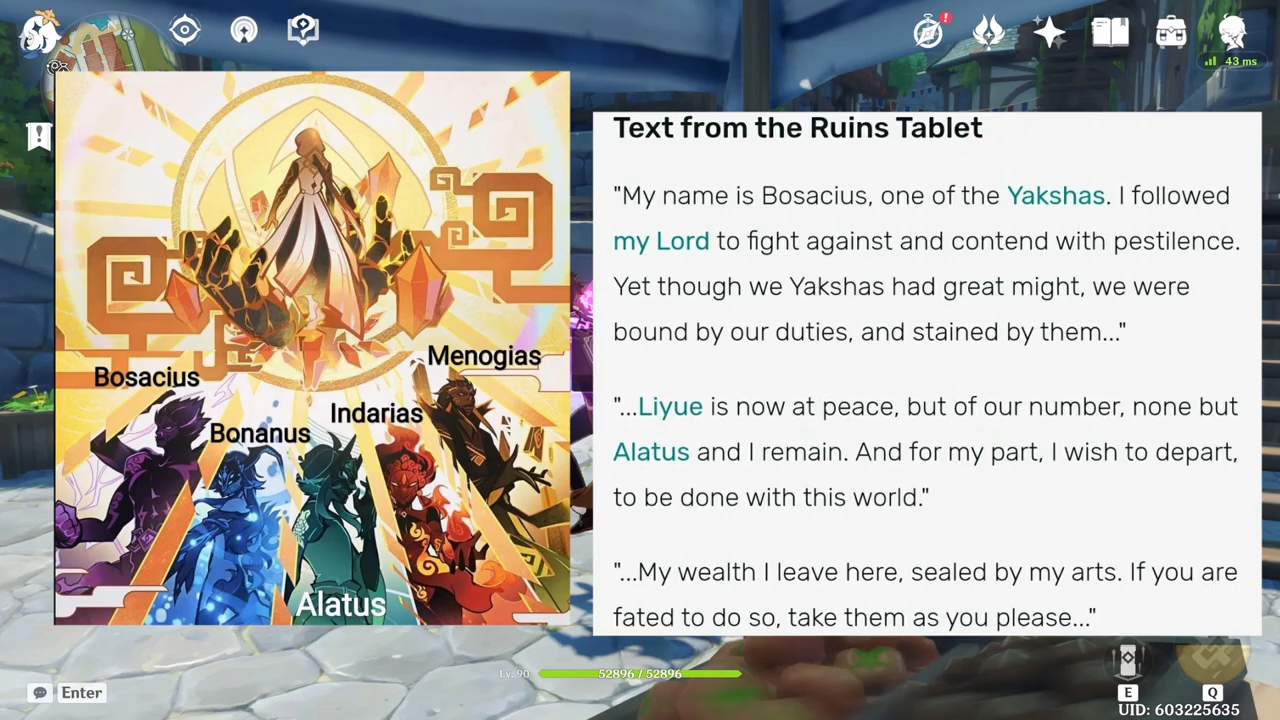 43 ms
Text from the Ruins Tablet
"My name is Bosacius, one of the Yakshas. I followed
my Lord to fight against and contend with pestilence.
Yet though we Yakshas had great might, we were
bound by our duties, and stained by them..."
"...Liyue is now at peace, but of our number, none but
Alatus and I remain. And for my part, I wish to depart,
to be done with this world."
"...My wealth I leave here, sealed by my arts. If you are
fated to do so, take them as you please..."
Menogias
Bosacius
Indarias
Bonanus
Alatus
Lv. 90
52896 / 52896
Enter
E
Q
UID: 603225635